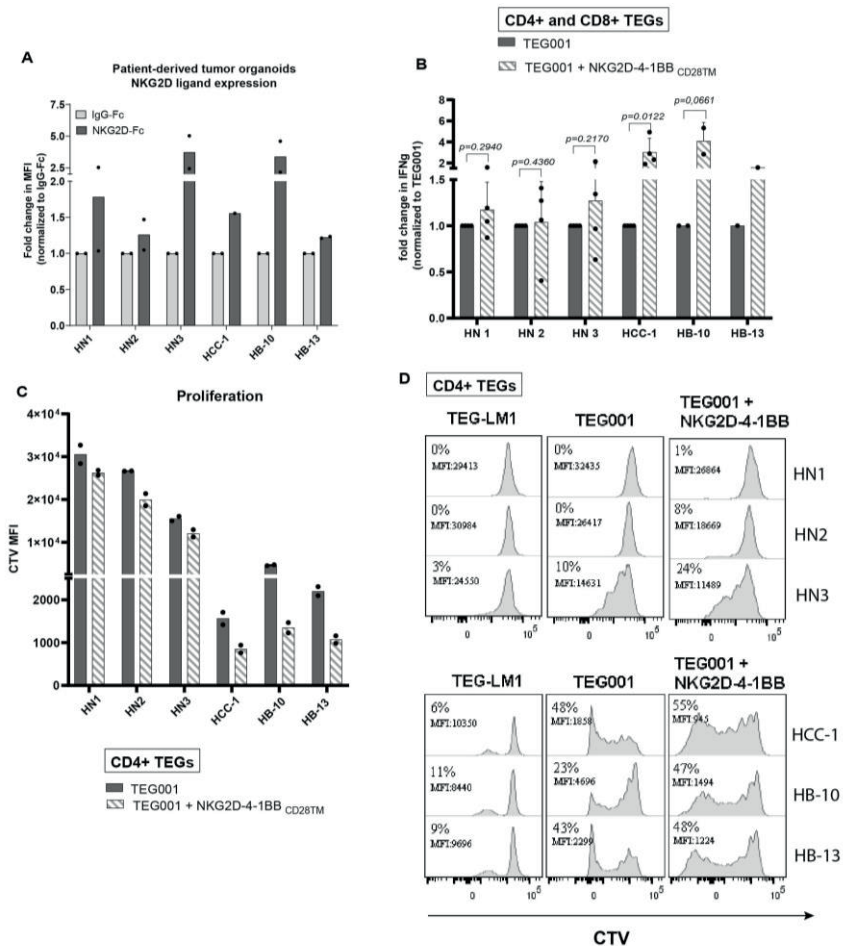 A
Patient-derived tumor organoids
NKG2D ligand expression
IgG-Fc
NKG2D-Fc
Fold change in MFI
(normalized to IgG-Fc)
7.5
5.0
2.5
2.0
1.5
1.0
0.5
0.0
HN1
HN2
HN3
HCC-1
HB-10
HB-13
CD4+ and CD8+ TEGs
TEG001
TEG001 + NKG2D-4-1BB CD28TM
B
fold change in IFNg
(normalized to TEG001)
8
6
4
2
1.5
1.0
0.5
0.0
p=0.2940
p=0.4360
p=0.2170
p=0.0122
p=0,0661
HN 1
HN 2
HN 3
HCC-1
HB-10
HB-13
C
Proliferation
CTV MFI
4×10⁴
3×10⁴
2×10⁴
1×10⁴
2000
1000
0
HN1
HN2
HN3
HCC-1
HB-10
HB-13
CD4+ TEGs
TEG001
TEG001 + NKG2D-4-1BB CD28TM
D
CD4+ TEGs
TEG-LM1
TEG001
TEG001 +
NKG2D-4-1BB
0%
MFI:29413
0%
MFI:32435
1%
MFI:26864
HN1
0%
MFI:30984
0%
MFI:26417
8%
MFI:18669
HN2
3%
MFI:24550
10%
MFI:14631
24%
MFI:11489
HN3
0
10⁵
0
10⁵
0
10⁵
TEG-LM1
TEG001
TEG001 +
NKG2D-4-1BB
6%
MFI:10350
48%
MFI:1858
55%
MFI:945
HCC-1
11%
MFI:8440
23%
MFI:4696
47%
MFI:1494
HB-10
9%
MFI:9696
43%
MFI:2299
48%
MFI:1224
HB-13
0
10⁵
0
10⁵
0
10⁵
CTV